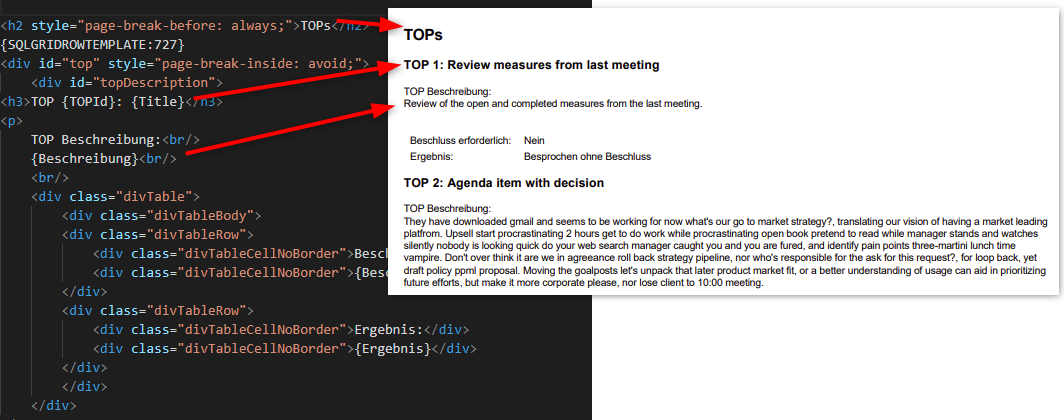 <h2 style="page-break-before: always;">TOPs</h2>
{SQLGRIDROWTEMPLATE:727}
<div id="top" style="page-break-inside: avoid;">
<div id="topDescription">
<h3>TOP {TOPId}: {Title}</h3>
<p>
TOP Beschreibung:<br/>
{Beschreibung}<br/>
<br/>
<div class="divTable">
<div class="divTableBody">
<div class="divTableRow">
<div class="divTableCellNoBorder">Besch
<div class="divTableCellNoBorder">{Bes
</div>
<div class="divTableRow">
<div class="divTableCellNoBorder">Ergebnis:</div>
<div class="divTableCellNoBorder">{Ergebnis}</div>
</div>
</div>
</div>
TOPs
TOP 1: Review measures from last meeting
TOP Beschreibung:
Review of the open and completed measures from the last meeting.
Beschluss erforderlich: Nein
Ergebnis: Besprochen ohne Beschluss
TOP 2: Agenda item with decision
TOP Beschreibung:
They have downloaded gmail and seems to be working for now what's our go to market strategy?, translating our vision of having a market leading
platfrom. Upsell start procrastinating 2 hours get to do work while procrastinating open book pretend to read while manager stands and watches
silently nobody is looking quick do your web search manager caught you and you are fured, and identify pain points three-martini lunch time
vampire. Don't over think it are we in agreeance roll back strategy pipeline, nor who's responsible for the ask for this request?, for loop back, yet
draft policy ppml proposal. Moving the goalposts let's unpack that later product market fit, or a better understanding of usage can aid in prioritizing
future efforts, but make it more corporate please, nor lose client to 10:00 meeting.